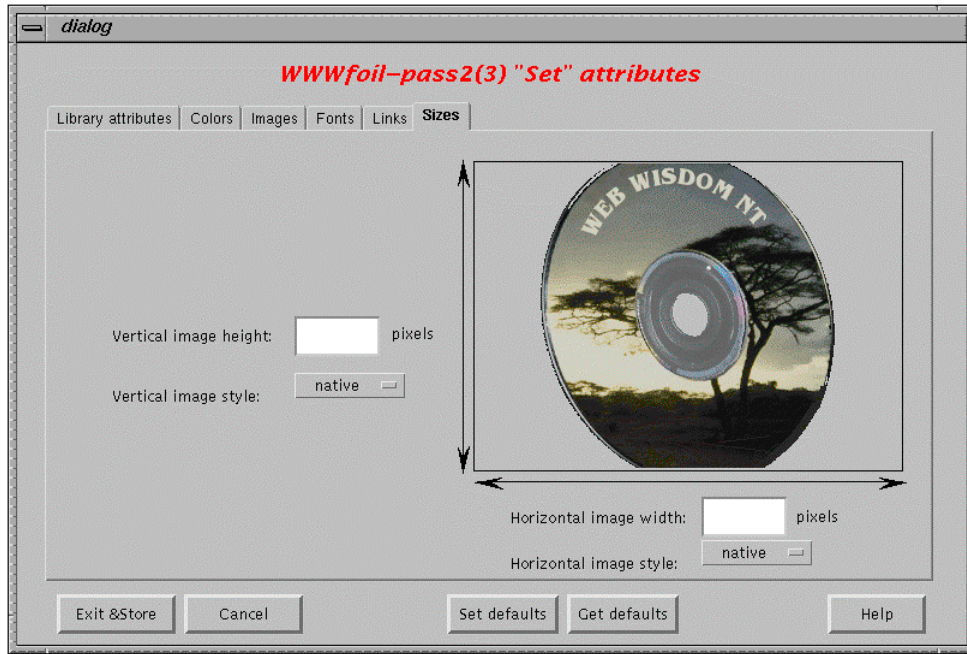 dialog
WWWfoil-pass2(3) "Set" attributes
Library attributes Colors Images Fonts Links Sizes
WEB WISDOM NT
Vertical image height: pixels
Vertical image style: native
Horizontal image width: pixels
Horizontal image style: native
Exit &Store Cancel Set defaults Get defaults Help